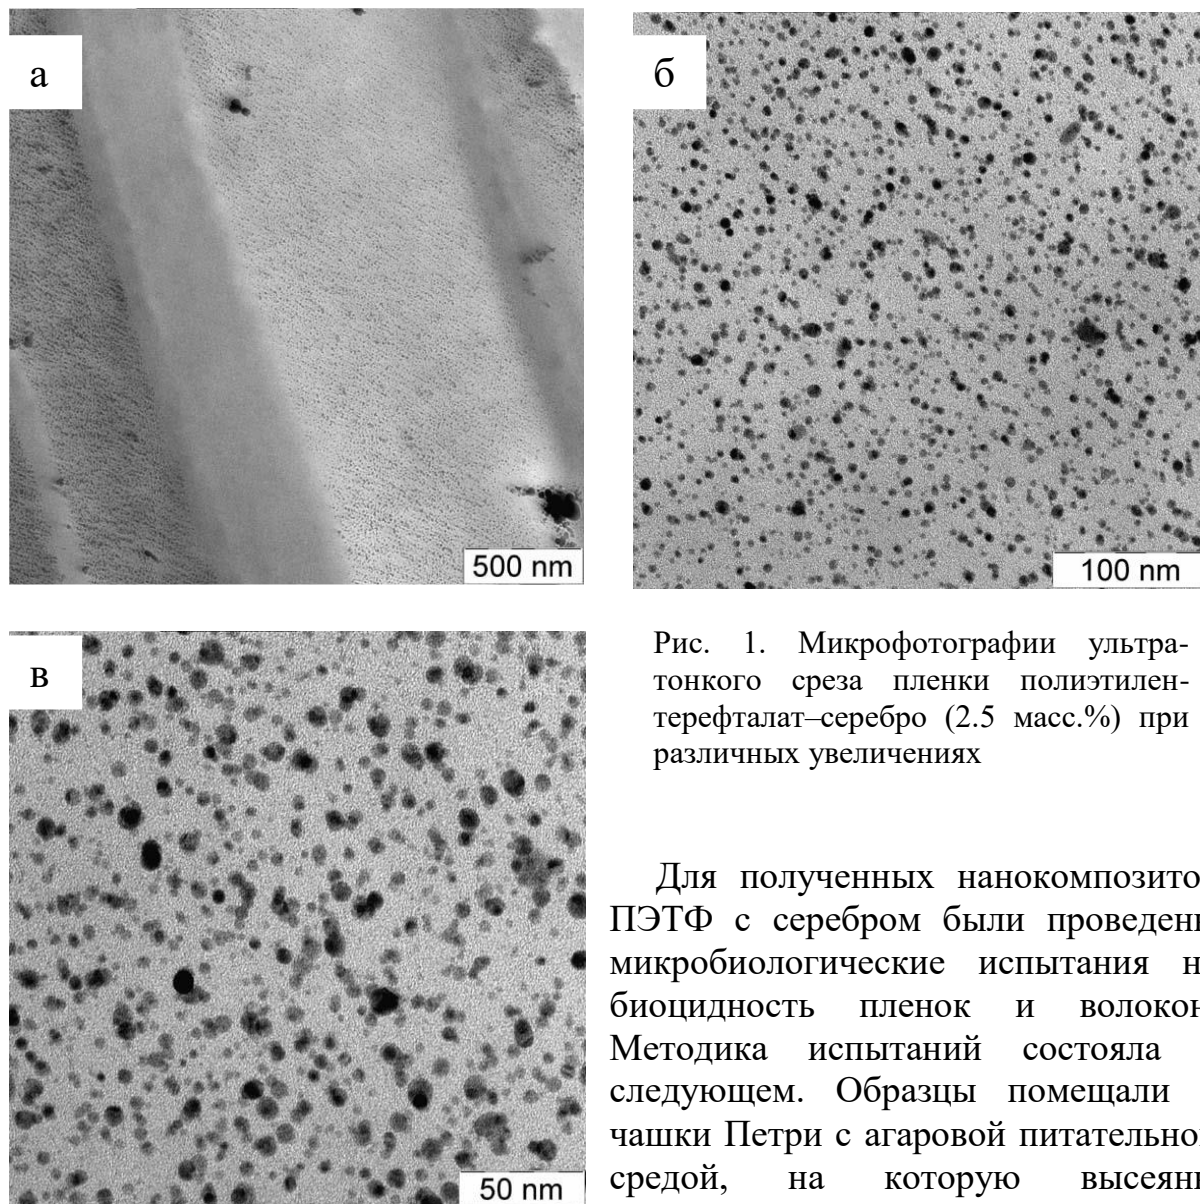 а
500 nm
б
100 nm
в
50 nm
Рис. 1. Микрофотографии ультра-
тонкого среза пленки полиэтилен-
терефталат–серебро (2.5 масс.%) при
различных увеличениях
Для полученных нанокомпозито
ПЭТФ с серебром были проведен
микробиологические испытания н
биоцидность пленок и волокон
Методика испытаний состояла
следующем. Образцы помещали
чашки Петри с агаровой питательно
средой, на которую высеян